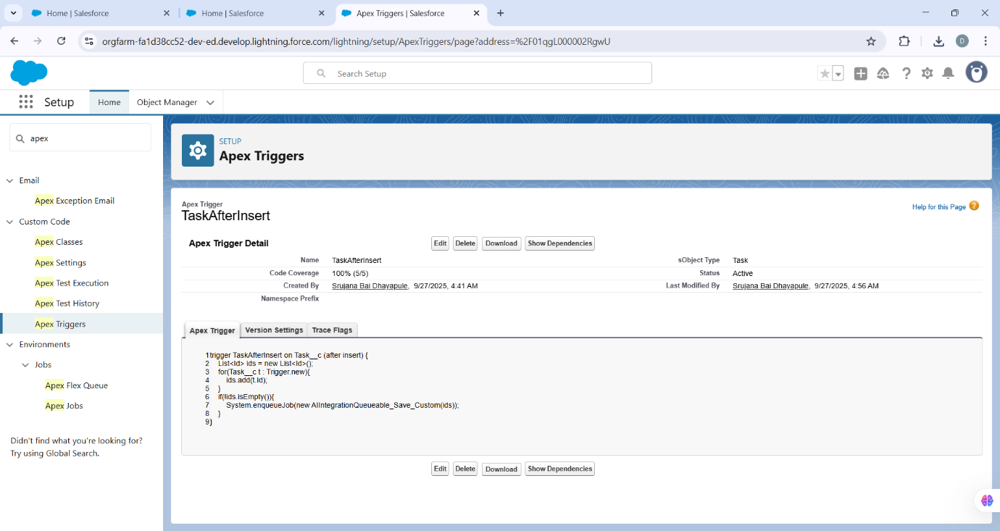 Home | Salesforce
Home | Salesforce
Apex Triggers | Salesforce
orgfarm-fa1d38cc52-dev-ed.develop.lightning.force.com/lightning/setup/ApexTriggers/page?address=%2F01qgL000002RgwU
D
Search Setup
Setup
Home
Object Manager
apex
Email
Apex Exception Email
Custom Code
Apex Classes
Apex Settings
Apex Test Execution
Apex Test History
Apex Triggers
Environments
Jobs
Apex Flex Queue
Apex Jobs
Didn't find what you're looking for?
Try using Global Search.
SETUP
Apex Triggers
Apex Trigger
TaskAfterInsert
Help for this Page ?
Apex Trigger Detail
Edit Delete Download Show Dependencies
Name TaskAfterInsert sObject Type Task
Code Coverage 100% (5/5) Status Active
Created By Srujana Bai Dhayapule, 9/27/2025, 4:41 AM Last Modified By Srujana Bai Dhayapule, 9/27/2025, 4:56 AM
Namespace Prefix
Apex Trigger Version Settings Trace Flags
1 trigger TaskAfterInsert on Task__c (after insert) {
2 List<Id> ids = new List<Id>();
3 for(Task__c t : Trigger.new){
4 ids.add(t.Id);
5 }
6 if(!ids.isEmpty()){
7 System.enqueueJob(new AIIntegrationQueueable_Save_Custom(ids));
8 }
9 }
Edit Delete Download Show Dependencies